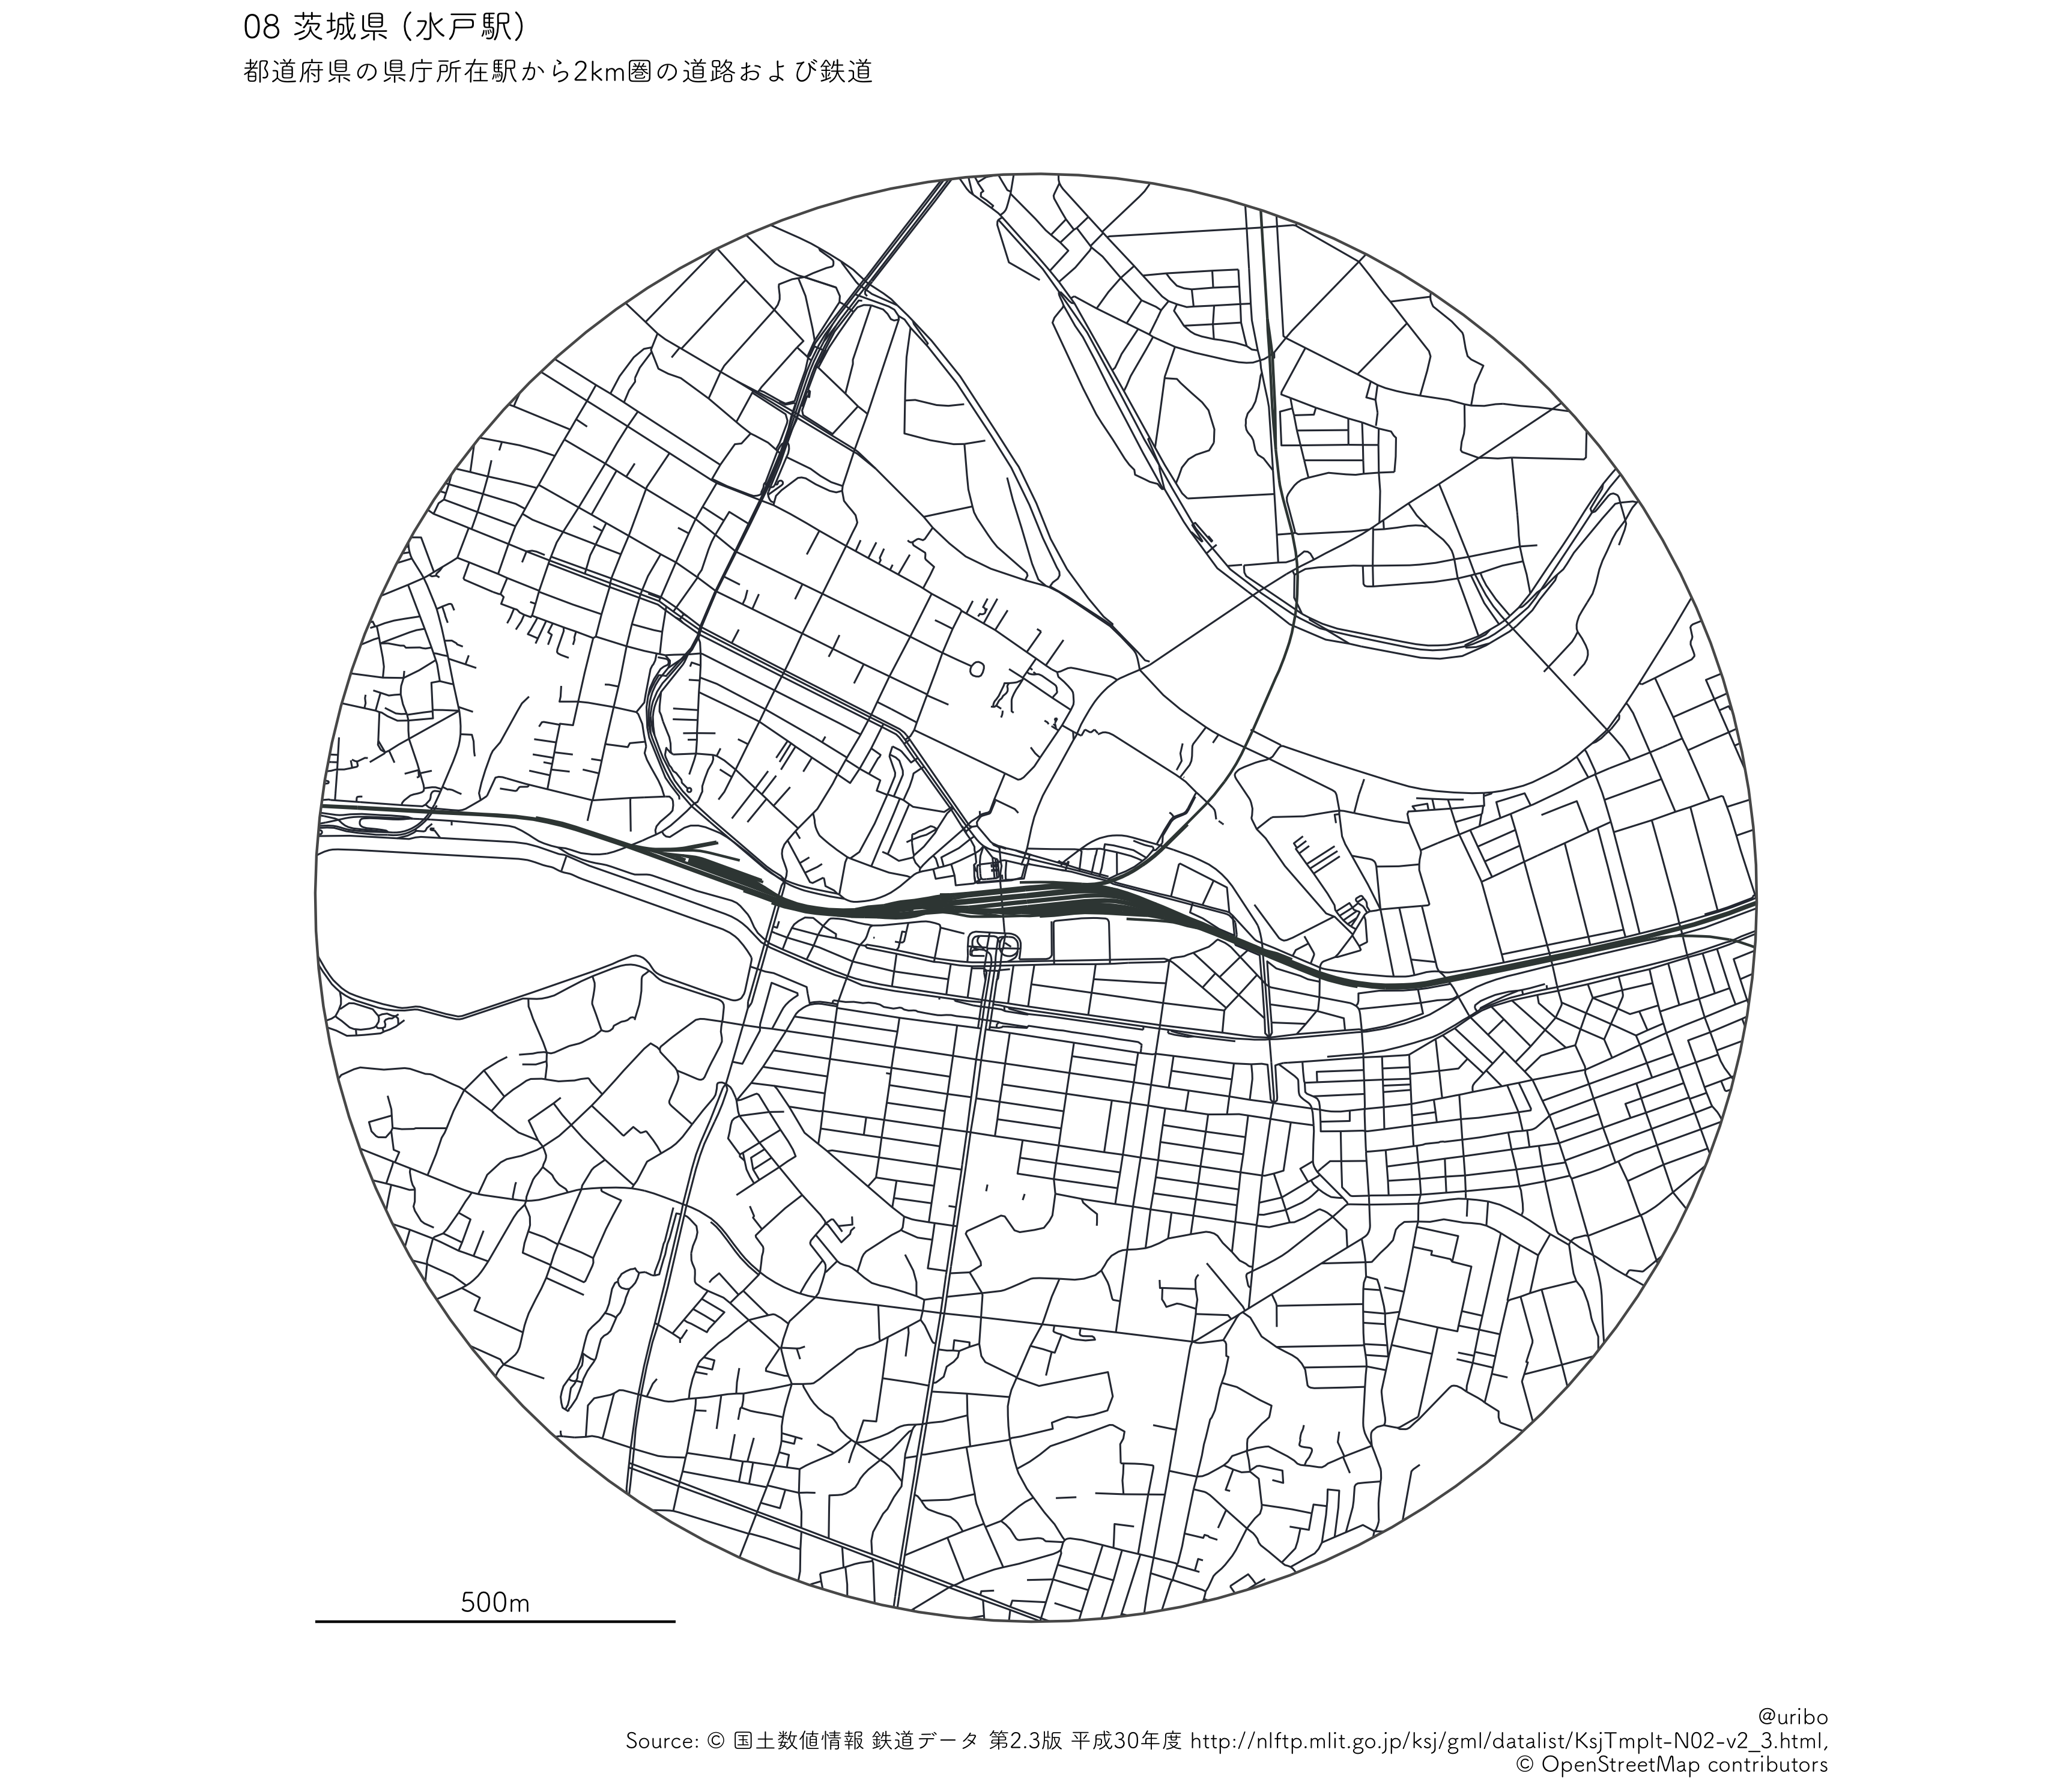 08 茨城県 (水戸駅)
都道府県の県庁所在駅から2km圏の道路および鉄道
500m
@uribo
Source: © 国土数値情報 鉄道データ 第2.3版 平成30年度 http://nlftp.mlit.go.jp/ksj/gml/datalist/KsjTmplt-N02-v2_3.html,
© OpenStreetMap contributors